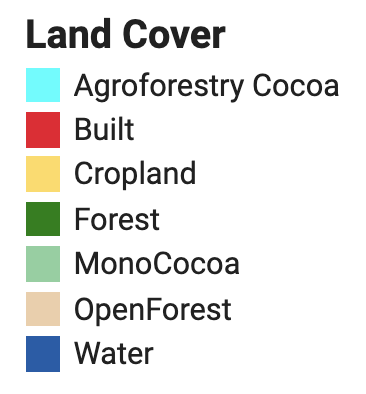 Land Cover
Agroforestry Cocoa
Built
Cropland
Forest
MonoCocoa
OpenForest
Water